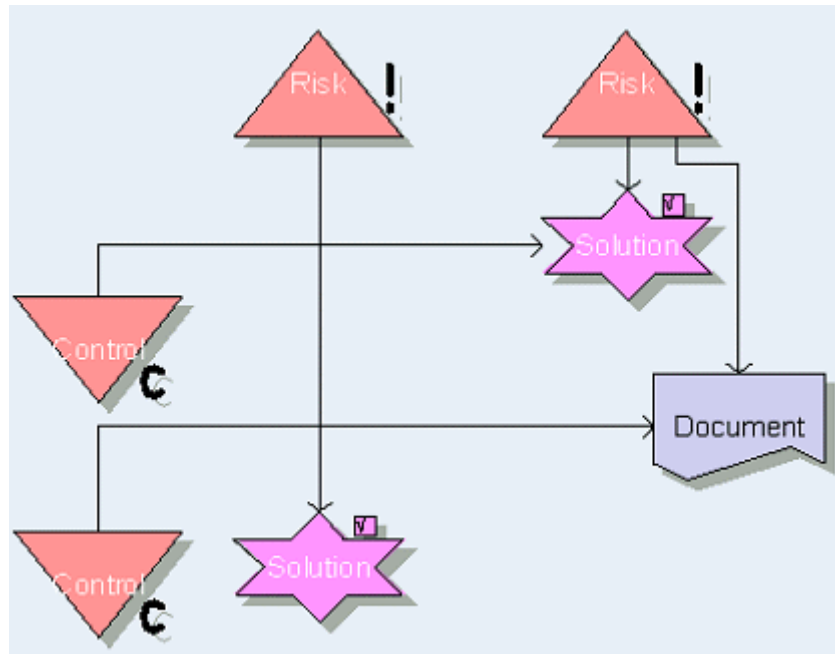 Risk !
Risk !
√
Solution
Control
C
Document
√
Solution
Control
C